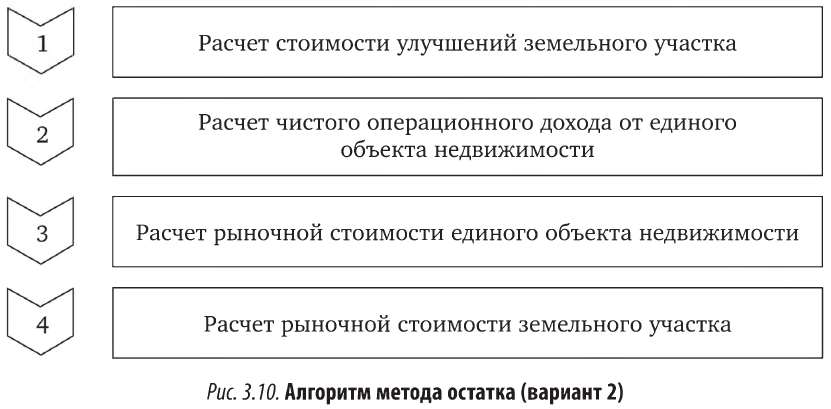 1
Расчет стоимости улучшений земельного участка
2
Расчет чистого операционного дохода от единого
объекта недвижимости
3
Расчет рыночной стоимости единого объекта недвижимости
4
Расчет рыночной стоимости земельного участка
Рис. 3.10. Алгоритм метода остатка (вариант 2)